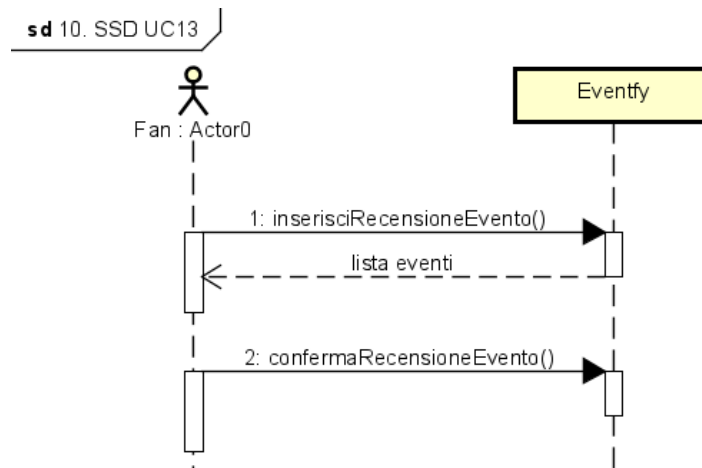 sd 10. SSD UC13
Fan : Actor0
Eventfy
1: inserisciRecensioneEvento()
lista eventi
2: confermaRecensioneEvento()